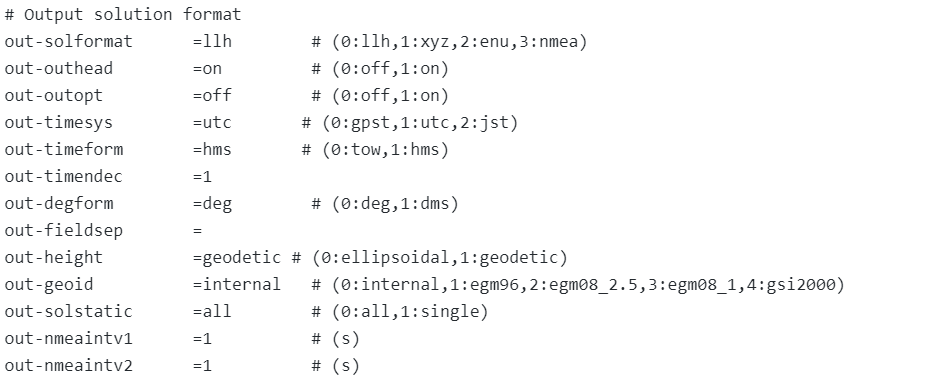 # Output solution format
out-solformat      =llh        # (0:llh,1:xyz,2:enu,3:nmea)
out-outhead        =on         # (0:off,1:on)
out-outopt         =off        # (0:off,1:on)
out-timesys        =utc       # (0:gpst,1:utc,2:jst)
out-timeform       =hms       # (0:tow,1:hms)
out-timendec       =1
out-degform        =deg        # (0:deg,1:dms)
out-fieldsep       =
out-height         =geodetic # (0:ellipsoidal,1:geodetic)
out-geoid          =internal   # (0:internal,1:egm96,2:egm08_2.5,3:egm08_1,4:gsi2000)
out-solstatic      =all        # (0:all,1:single)
out-nmeaintv1      =1          # (s)
out-nmeaintv2      =1          # (s)